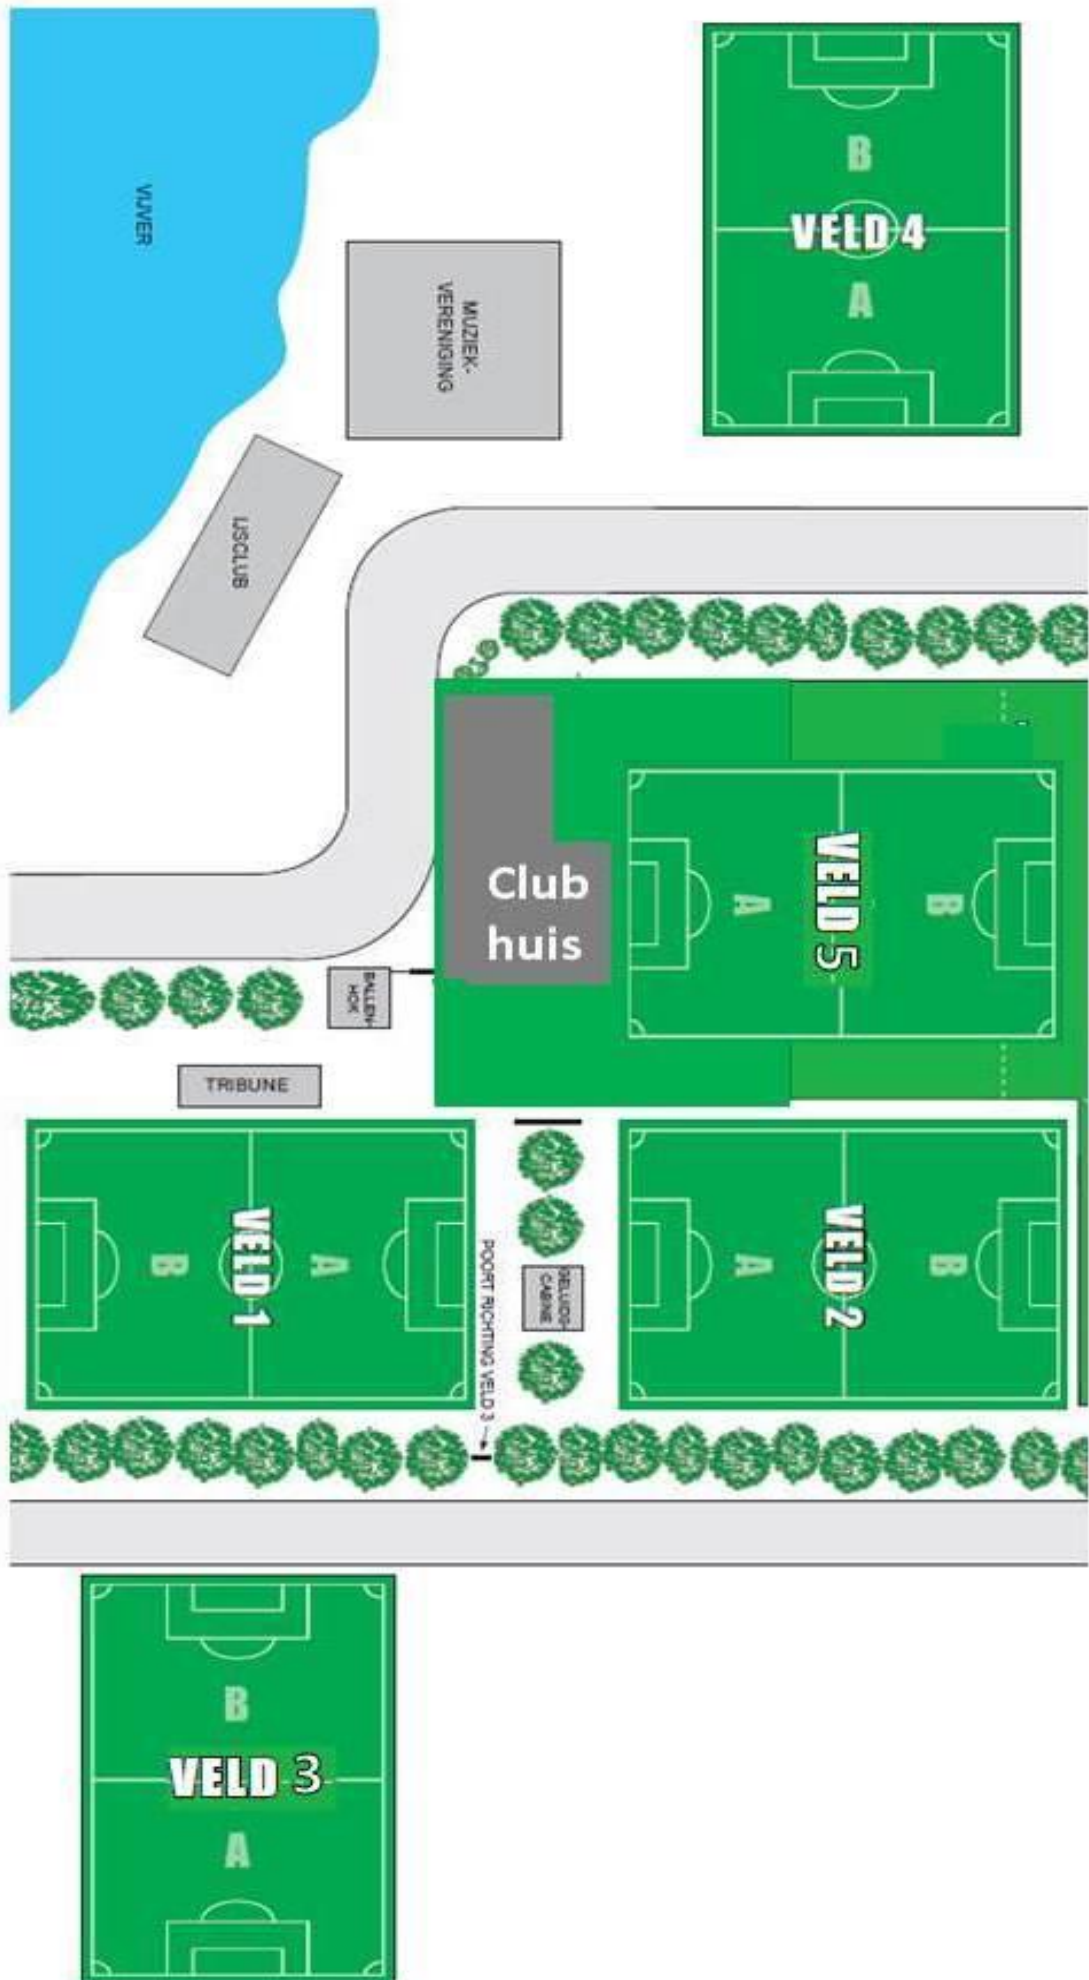 VIJVER
B
VELD 4
A
MUZIEK-
VERENIGING
IJSCLUB
Club
huis
A
VELD 5
B
BALLEN-
HOK
TRIBUNE
B
VELD 1
A
POORT RICHTING VELD 3
GELUIDS-
CABINE
A
VELD 2
B
B
VELD 3
A